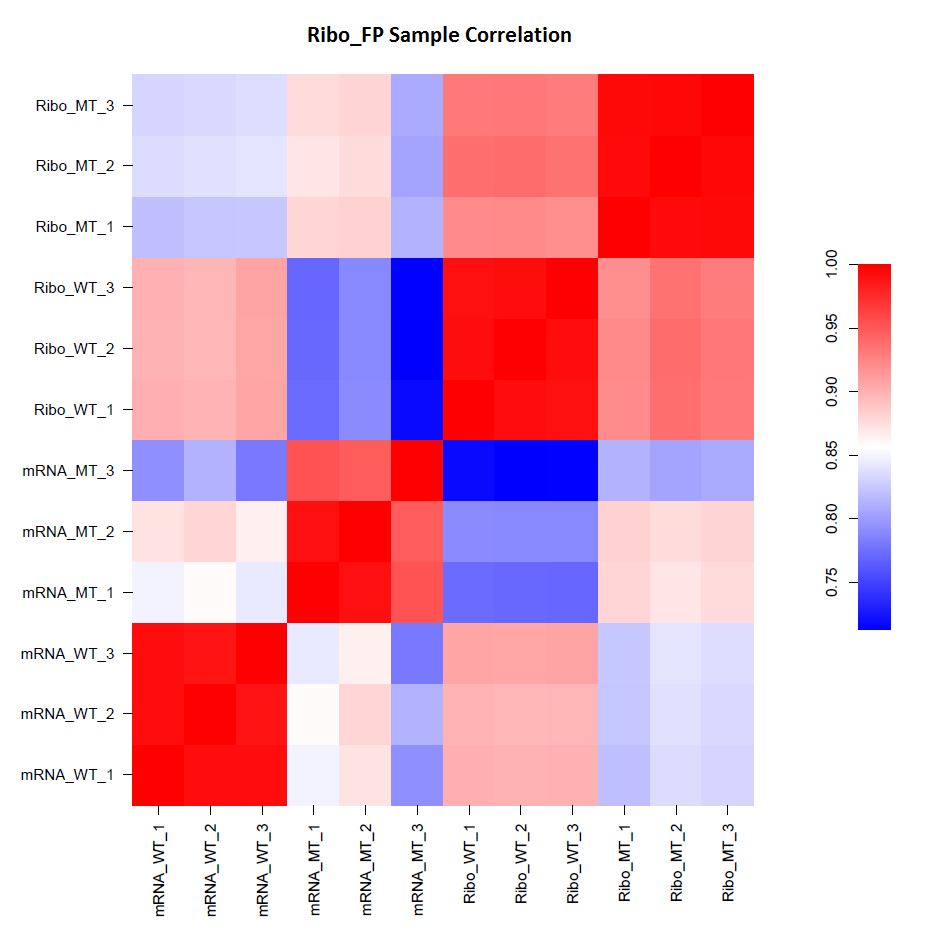 Ribo_FP Sample Correlation
Ribo_MT_3
Ribo_MT_2
Ribo_MT_1
Ribo_WT_3
Ribo_WT_2
Ribo_WT_1
mRNA_MT_3
mRNA_MT_2
mRNA_MT_1
mRNA_WT_3
mRNA_WT_2
mRNA_WT_1
mRNA_WT_1
mRNA_WT_2
mRNA_WT_3
mRNA_MT_1
mRNA_MT_2
mRNA_MT_3
Ribo_WT_1
Ribo_WT_2
Ribo_WT_3
Ribo_MT_1
Ribo_MT_2
Ribo_MT_3
1.00
0.95
0.90
0.85
0.80
0.75